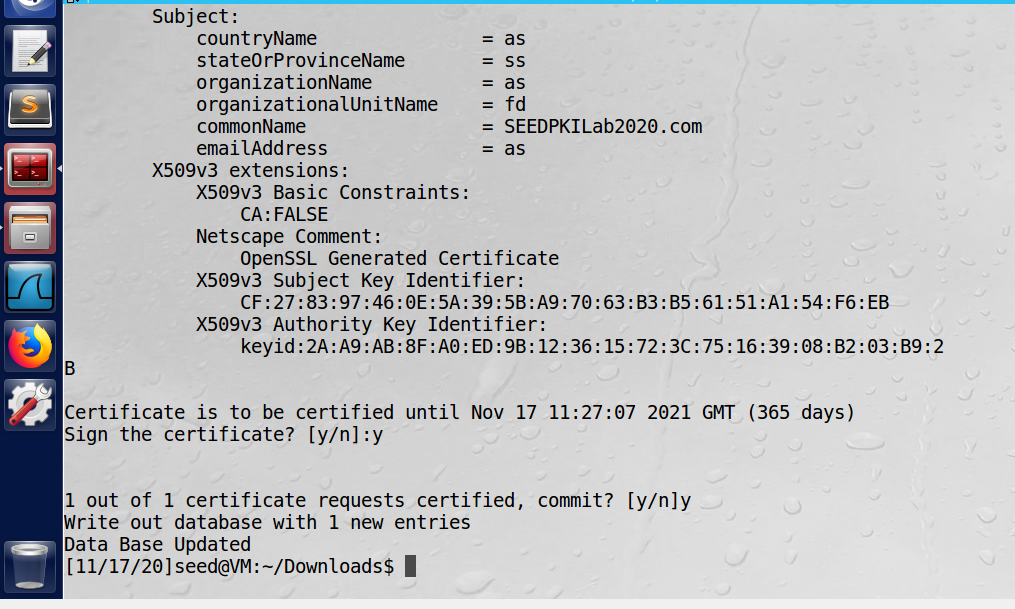 Subject:
countryName = as
stateOrProvinceName = ss
organizationName = as
organizationalUnitName = fd
commonName = SEEDPKILab2020.com
emailAddress = as
X509v3 extensions:
X509v3 Basic Constraints:
CA:FALSE
Netscape Comment:
OpenSSL Generated Certificate
X509v3 Subject Key Identifier:
CF:27:83:97:46:0E:5A:39:5B:A9:70:63:B3:B5:61:51:A1:54:F6:EB
X509v3 Authority Key Identifier:
keyid:2A:A9:AB:8F:A0:ED:9B:12:36:15:72:3C:75:16:39:08:B2:03:B9:2
B
Certificate is to be certified until Nov 17 11:27:07 2021 GMT (365 days)
Sign the certificate? [y/n]:y
1 out of 1 certificate requests certified, commit? [y/n]y
Write out database with 1 new entries
Data Base Updated
[11/17/20]seed@VM:~/Downloads$